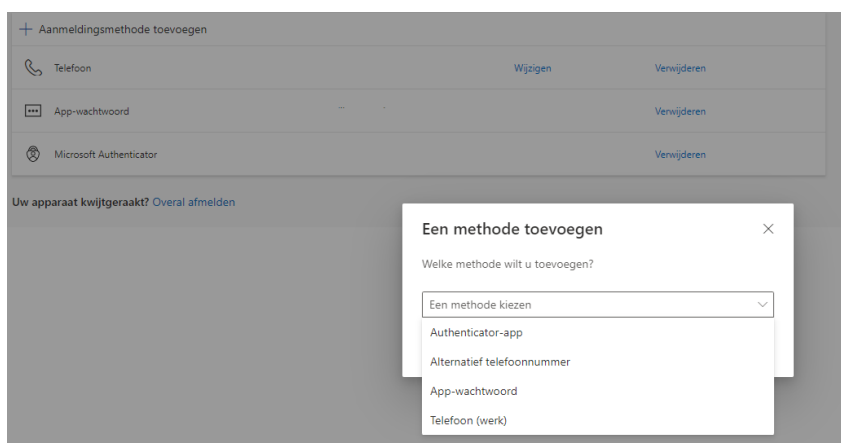 Aanmeldingsmethode toevoegen
Telefoon Wijzigen Verwijderen
App-wachtwoord Verwijderen
Microsoft Authenticator Verwijderen
Uw apparaat kwijtgeraakt? Overal afmelden
Een methode toevoegen
Welke methode wilt u toevoegen?
Een methode kiezen
Authenticator-app
Alternatief telefoonnummer
App-wachtwoord
Telefoon (werk)